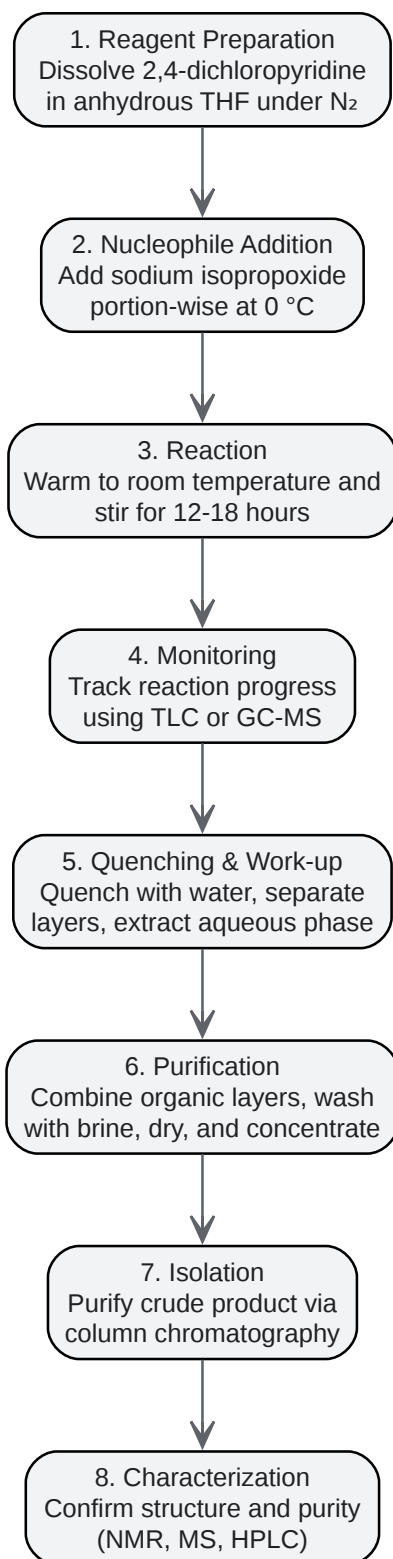 1. Reagent Preparation
Dissolve 2,4-dichloropyridine
in anhydrous THF under N₂
2. Nucleophile Addition
Add sodium isopropoxide
portion-wise at 0 °C
3. Reaction
Warm to room temperature and
stir for 12-18 hours
4. Monitoring
Track reaction progress
using TLC or GC-MS
5. Quenching & Work-up
Quench with water, separate
layers, extract aqueous phase
6. Purification
Combine organic layers, wash
with brine, dry, and concentrate
7. Isolation
Purify crude product via
column chromatography
8. Characterization
Confirm structure and purity
(NMR, MS, HPLC)